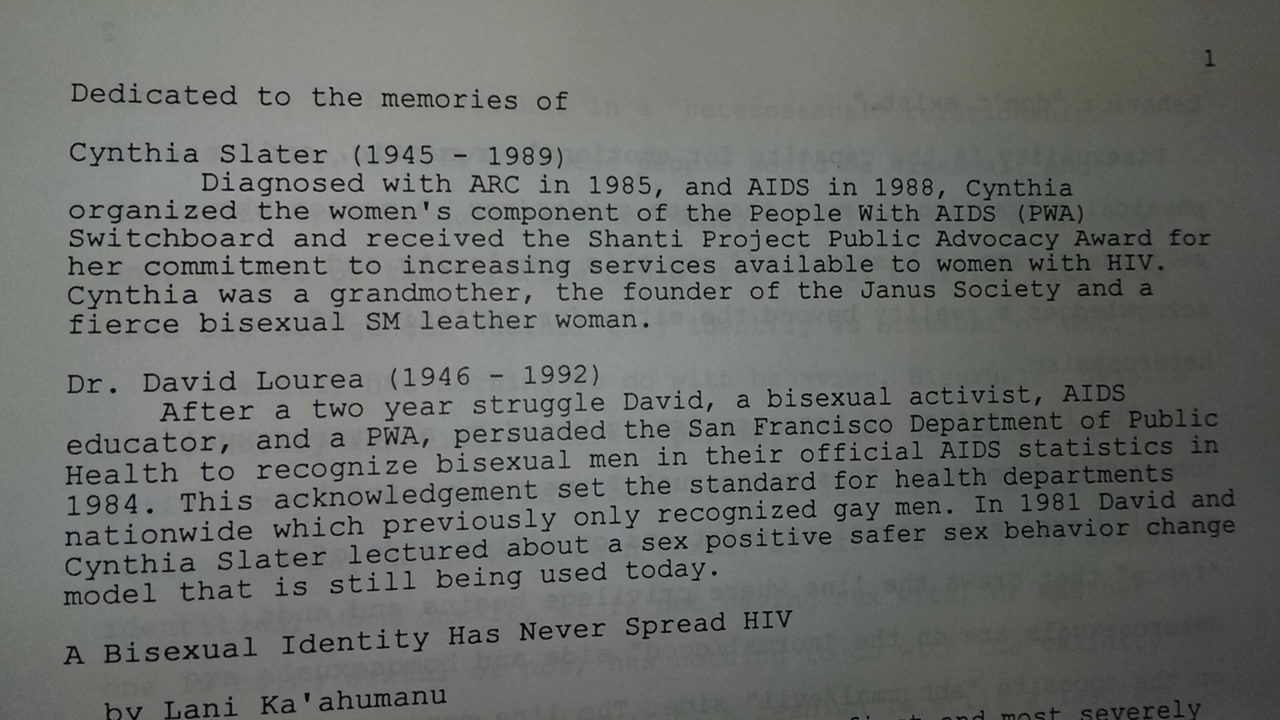 1
Dedicated to the memories of
Cynthia Slater (1945 - 1989)
Diagnosed with ARC in 1985, and AIDS in 1988, Cynthia
organized the women's component of the People With AIDS (PWA)
Switchboard and received the Shanti Project Public Advocacy Award for
her commitment to increasing services available to women with HIV.
Cynthia was a grandmother, the founder of the Janus Society and a
fierce bisexual SM leather woman.
Dr. David Lourea (1946 - 1992)
After a two year struggle David, a bisexual activist, AIDS
educator, and a PWA, persuaded the San Francisco Department of Public
Health to recognize bisexual men in their official AIDS statistics in
1984. This acknowledgement set the standard for health departments
nationwide which previously only recognized gay men. In 1981 David and
Cynthia Slater lectured about a sex positive safer sex behavior change
model that is still being used today.
A Bisexual Identity Has Never Spread HIV
by Lani Ka'ahumanu
first and most severely